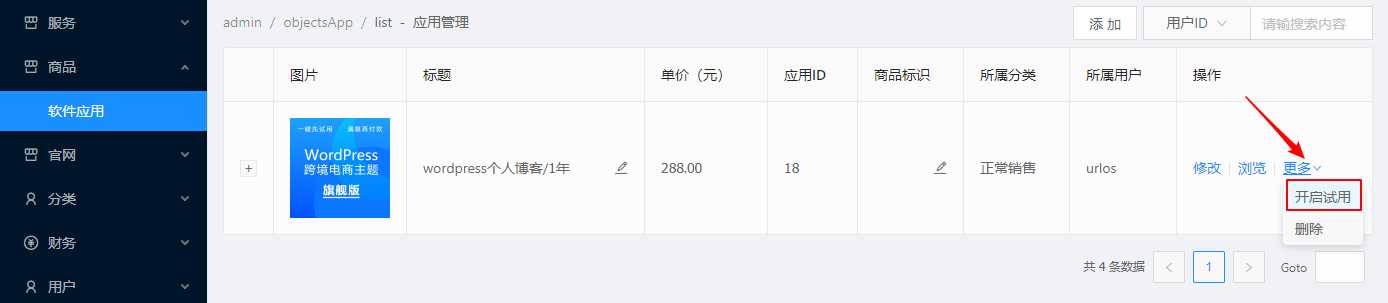 服务
商品
软件应用
官网
分类
财务
用户
admin / objectsApp / list - 应用管理
添 加
用户ID
请输搜索内容
图片 标题 单价（元） 应用ID 商品标识 所属分类 所属用户 操作
一键先试用 满意再付款
WordPress
跨境电商主题
旗舰版
wordpress个人博客/1年 288.00 18 正常销售 urlos 修改 浏览 更多
开启试用
删除
共 4 条数据 < 1 > Goto